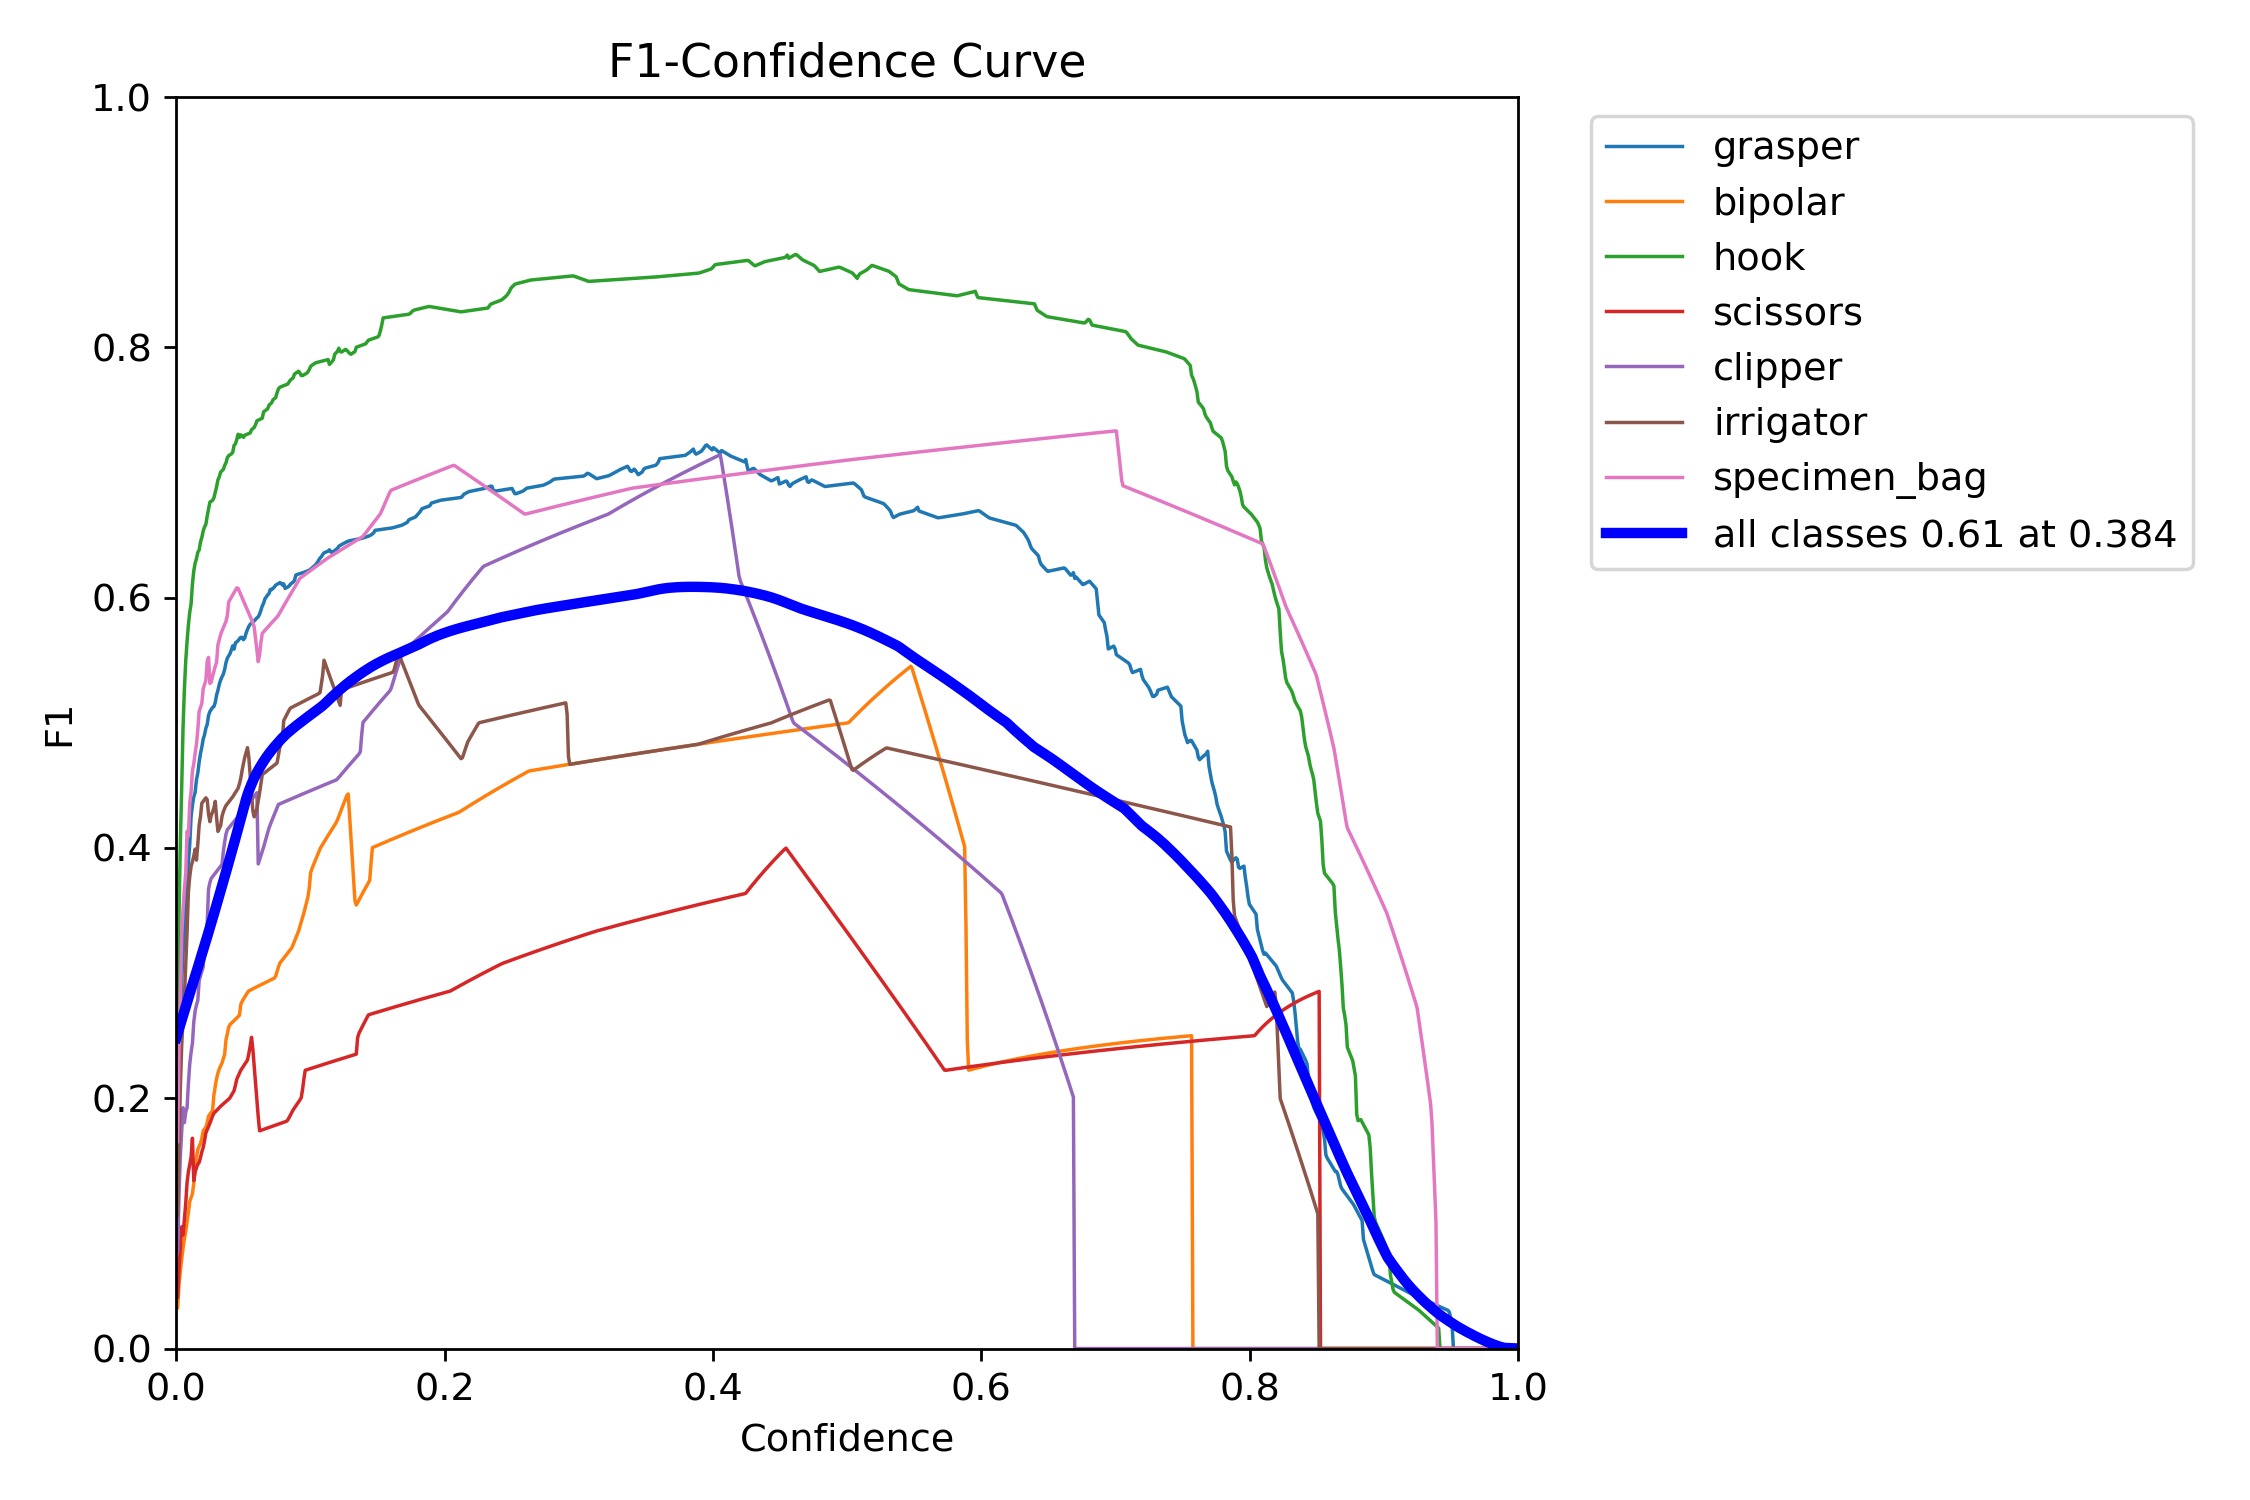 F1-Confidence Curve
1.0
0.8
0.6
0.4
0.2
0.0
F1
0.0 0.2 0.4 0.6 0.8 1.0
Confidence
grasper
bipolar
hook
scissors
clipper
irrigator
specimen_bag
all classes 0.61 at 0.384